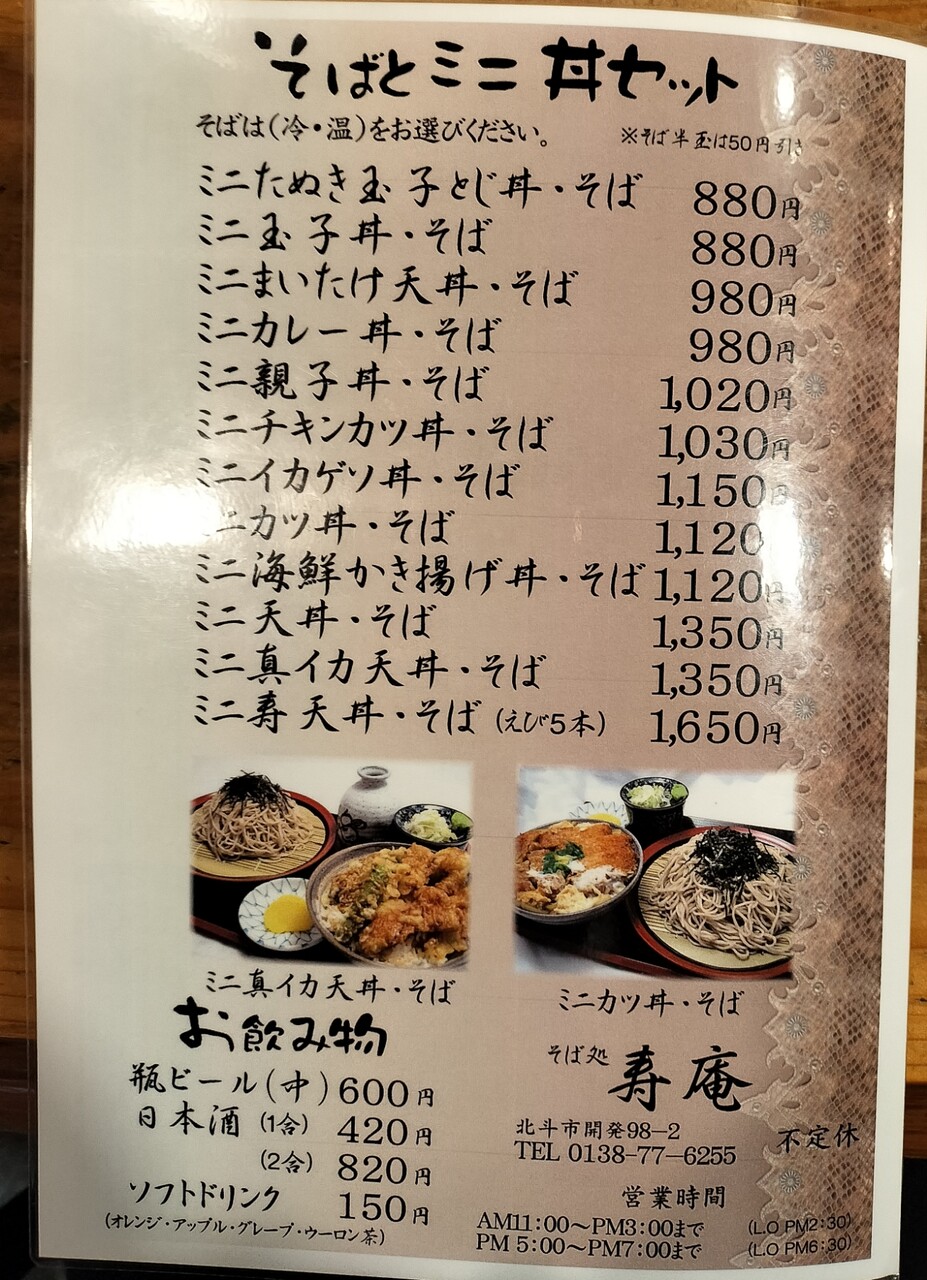 そばとミニ丼セット
そばは(冷・温)をお選びください。 ※そば半玉は50円引き
ミニたぬき玉子とじ丼・そば 880円
ミニ玉子丼・そば 880円
ミニまいたけ天丼・そば 980円
ミニカレー丼・そば 980円
ミニ親子丼・そば 1,020円
ミニチキンカツ丼・そば 1,030円
ミニイカゲソ丼・そば 1,150円
ミニカツ丼・そば 1,120
ミニ海鮮かき揚げ丼・そば 1,120円
ミニ天丼・そば 1,350円
ミニ真イカ天丼・そば 1,350円
ミニ寿天丼・そば (えび5本) 1,650円
ミニ真イカ天丼・そば
ミニカツ丼・そば
お飲み物
瓶ビール(中) 600円
日本酒 (1合) 420円
(2合) 820円
ソフトドリンク 150円
(オレンジ・アップル・グレープ・ウーロン茶)
そば処 寿庵
北斗市開発98-2
TEL 0138-77-6255
不定休
営業時間
AM11:00〜PM3:00まで (L.O PM2:30)
PM 5:00〜PM7:00まで (L.O PM6:30)